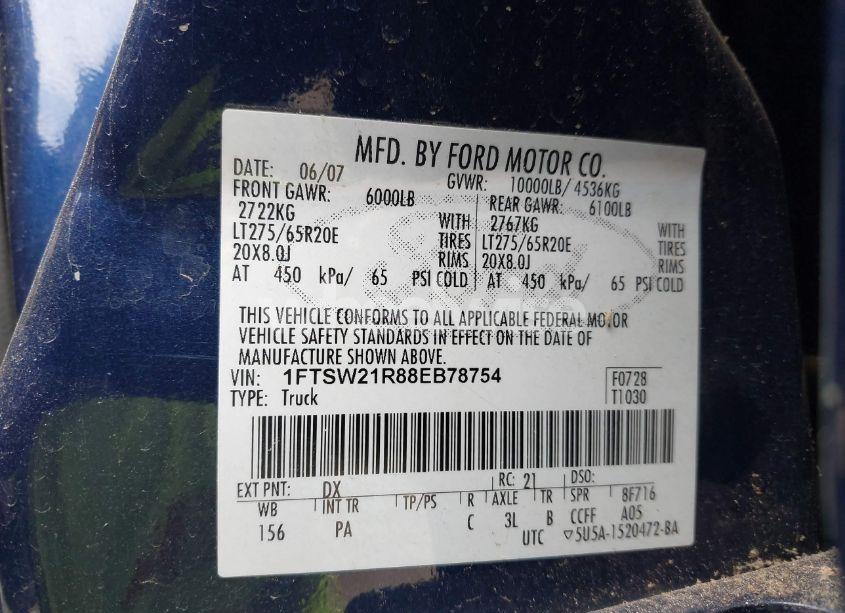 MFD. BY FORD MOTOR CO.
DATE: 06/07 GVWR: 10000LB/ 4536KG
FRONT GAWR: 6000LB REAR GAWR: 6100LB
2722KG WITH 2767KG WITH
LT275/65R20E TIRES LT275/65R20E TIRES
20X8.0J RIMS 20X8.0J RIMS
AT 450 kPa/ 65 PSI COLD AT 450 kPa/ 65 PSI COLD
THIS VEHICLE CONFORMS TO ALL APPLICABLE FEDERAL MOTOR
VEHICLE SAFETY STANDARDS IN EFFECT ON THE DATE OF
MANUFACTURE SHOWN ABOVE.
VIN: 1FTSW21R88EB78754 F0728
TYPE: Truck T1030
EXT PNT: DX RC: 21 DSO:
WB INT TR TP/PS R AXLE TR SPR 8F716
156 PA C 3L B CCFF A05
UTC ▽5U5A-1520472-BA